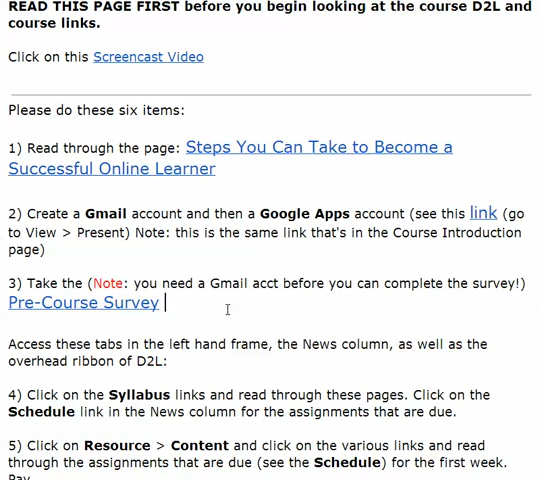 READ THIS PAGE FIRST before you begin looking at the course D2L and
course links.
Click on this Screencast Video
Please do these six items:
1) Read through the page: Steps You Can Take to Become a
Successful Online Learner
2) Create a Gmail account and then a Google Apps account (see this link (go
to View > Present) Note: this is the same link that's in the Course Introduction
page)
3) Take the (Note: you need a Gmail acct before you can complete the survey!)
Pre-Course Survey
Access these tabs in the left hand frame, the News column, as well as the
overhead ribbon of D2L:
4) Click on the Syllabus links and read through these pages. Click on the
Schedule link in the News column for the assignments that are due.
5) Click on Resource > Content and click on the various links and read
through the assignments that are due (see the Schedule) for the first week.
Pay